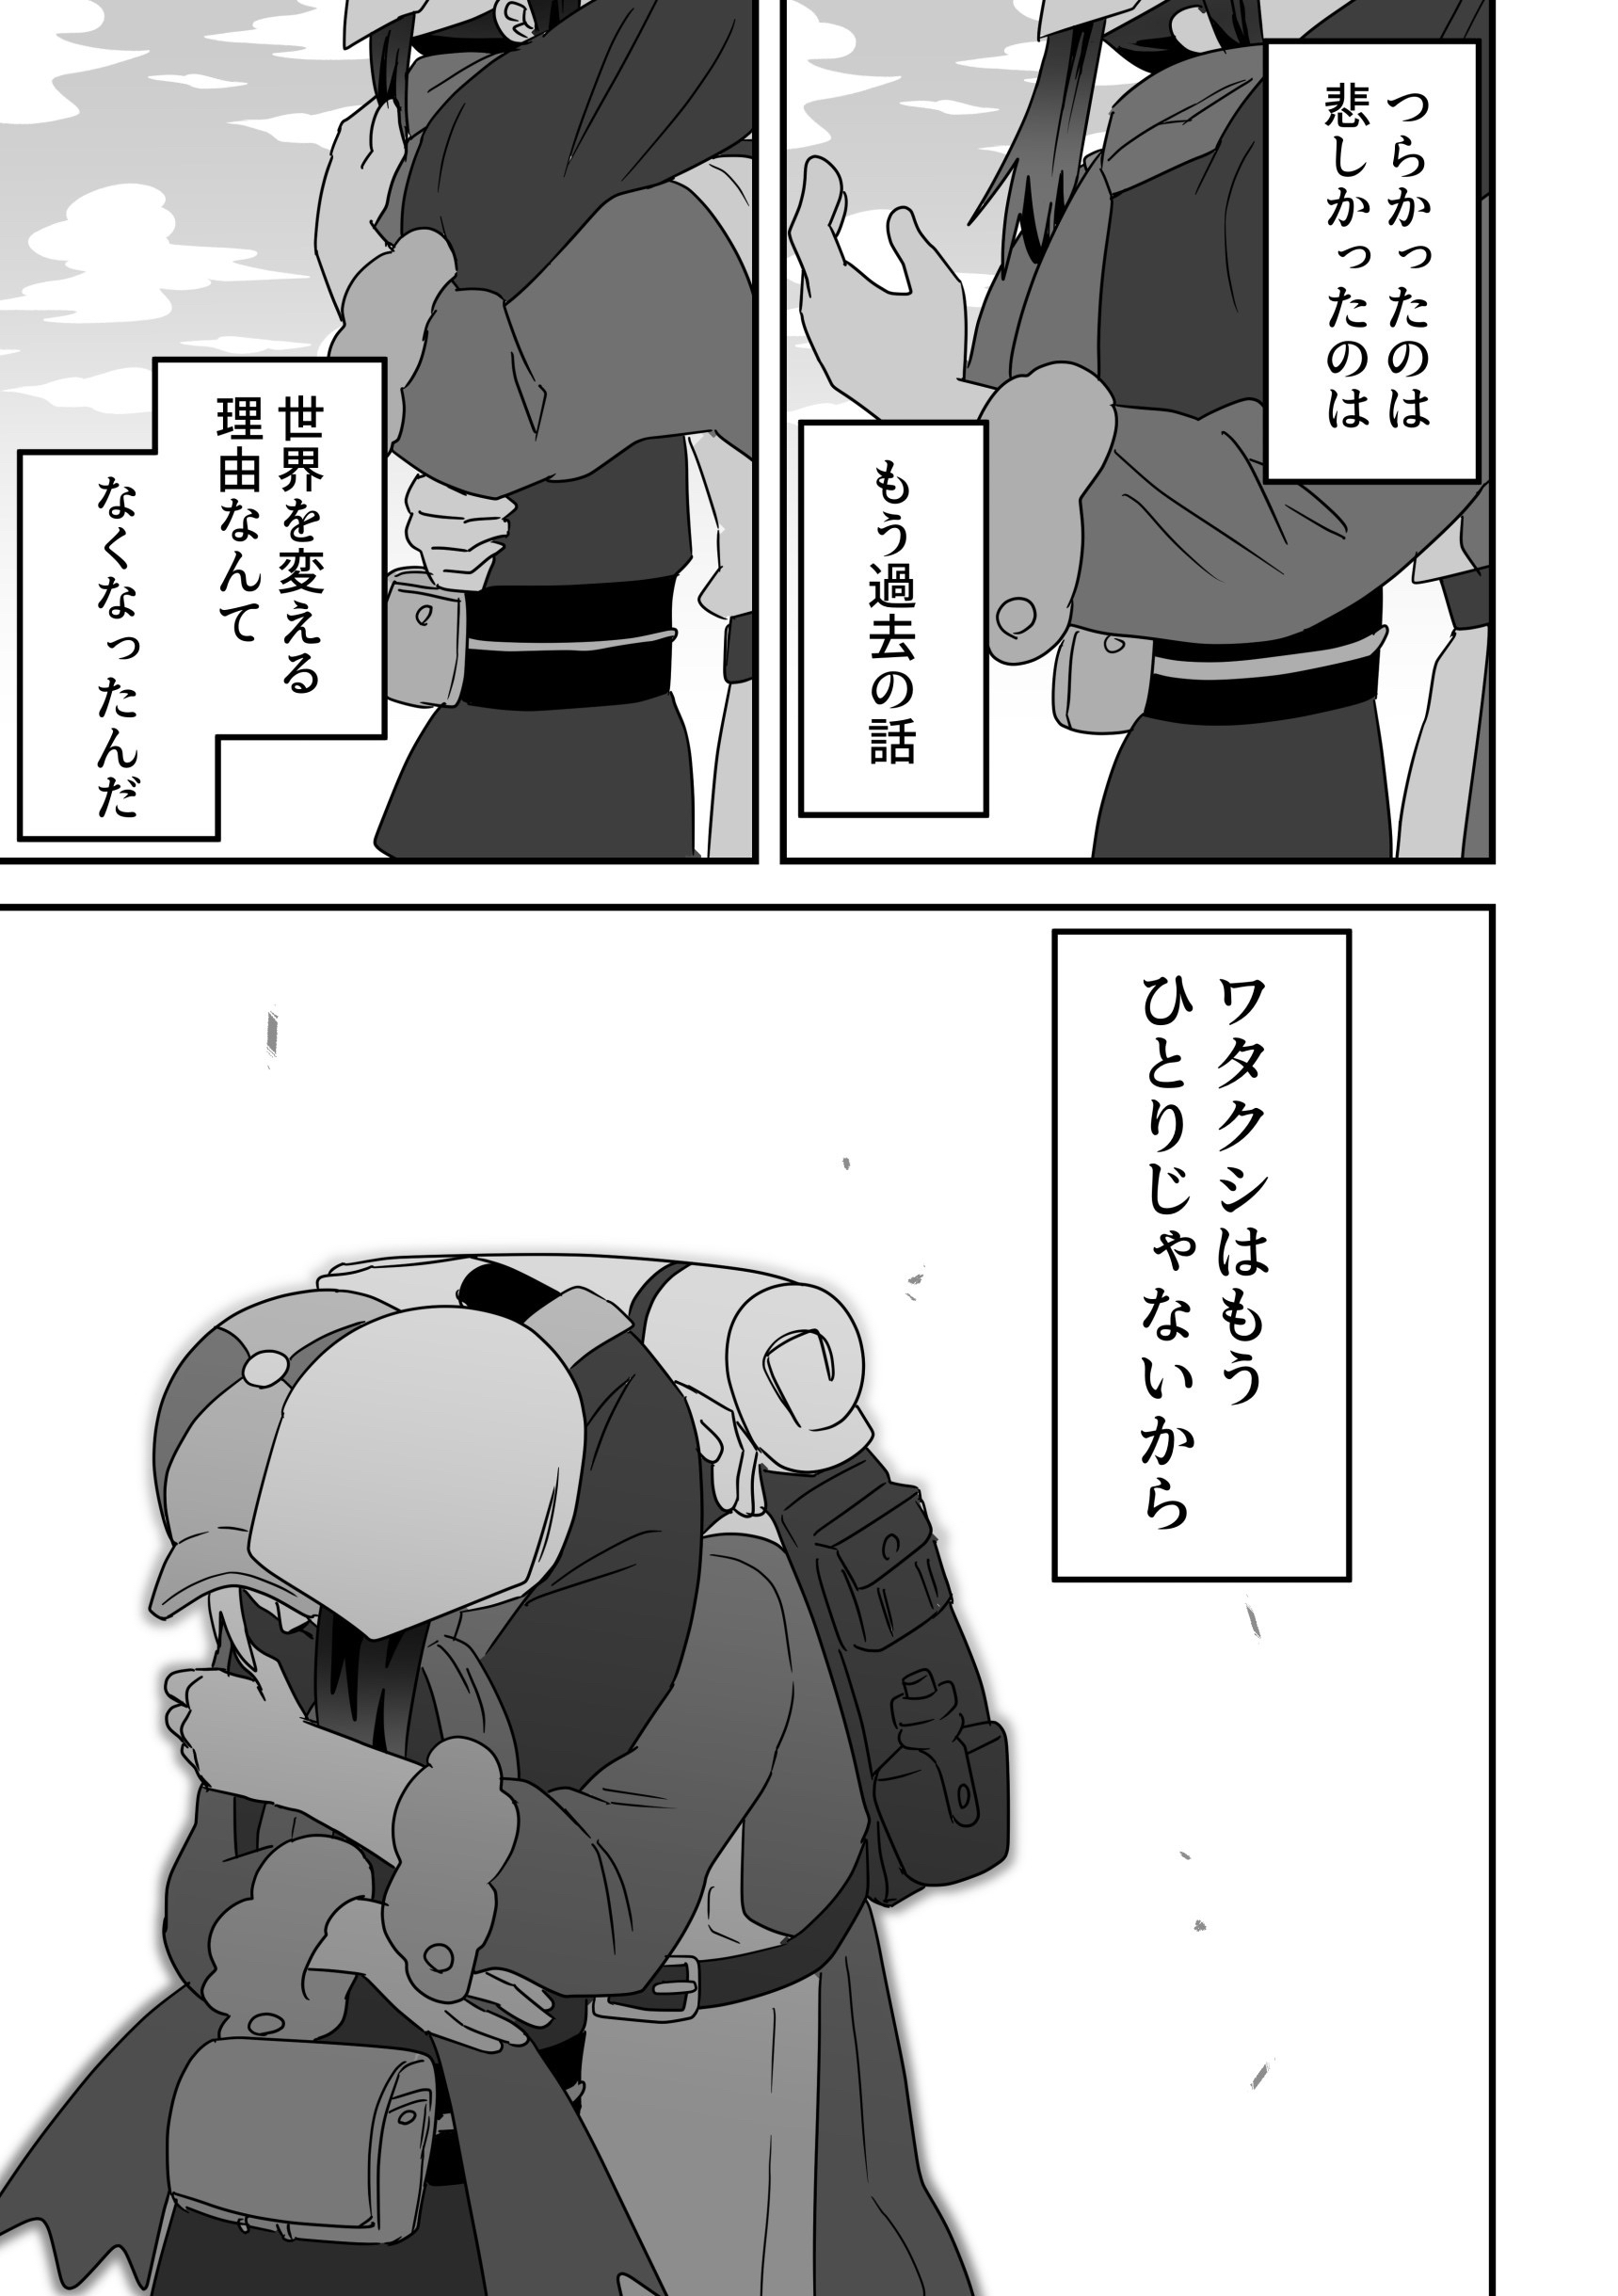 つらかったのは
悲しかったのは
もう過去の話
世界を変える
理由なんて
なくなったんだ
ワタクシはもう
ひとりじゃないから